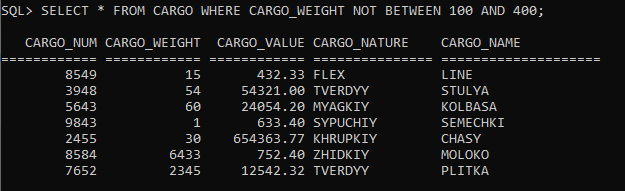 SQL> SELECT * FROM CARGO WHERE CARGO_WEIGHT NOT BETWEEN 100 AND 400;
CARGO_NUM CARGO_WEIGHT CARGO_VALUE CARGO_NATURE CARGO_NAME
============ ============ ============ =============== ====================
8549 15 432.33 FLEX LINE
3948 54 54321.00 TVERDYY STULYA
5643 60 24054.20 MYAGKIY KOLBASA
9843 1 633.40 SYPUCHIY SEMECHKI
2455 30 654363.77 KHRUPKIY CHASY
8584 6433 752.40 ZHIDKIY MOLOKO
7652 2345 12542.32 TVERDYY PLITKA